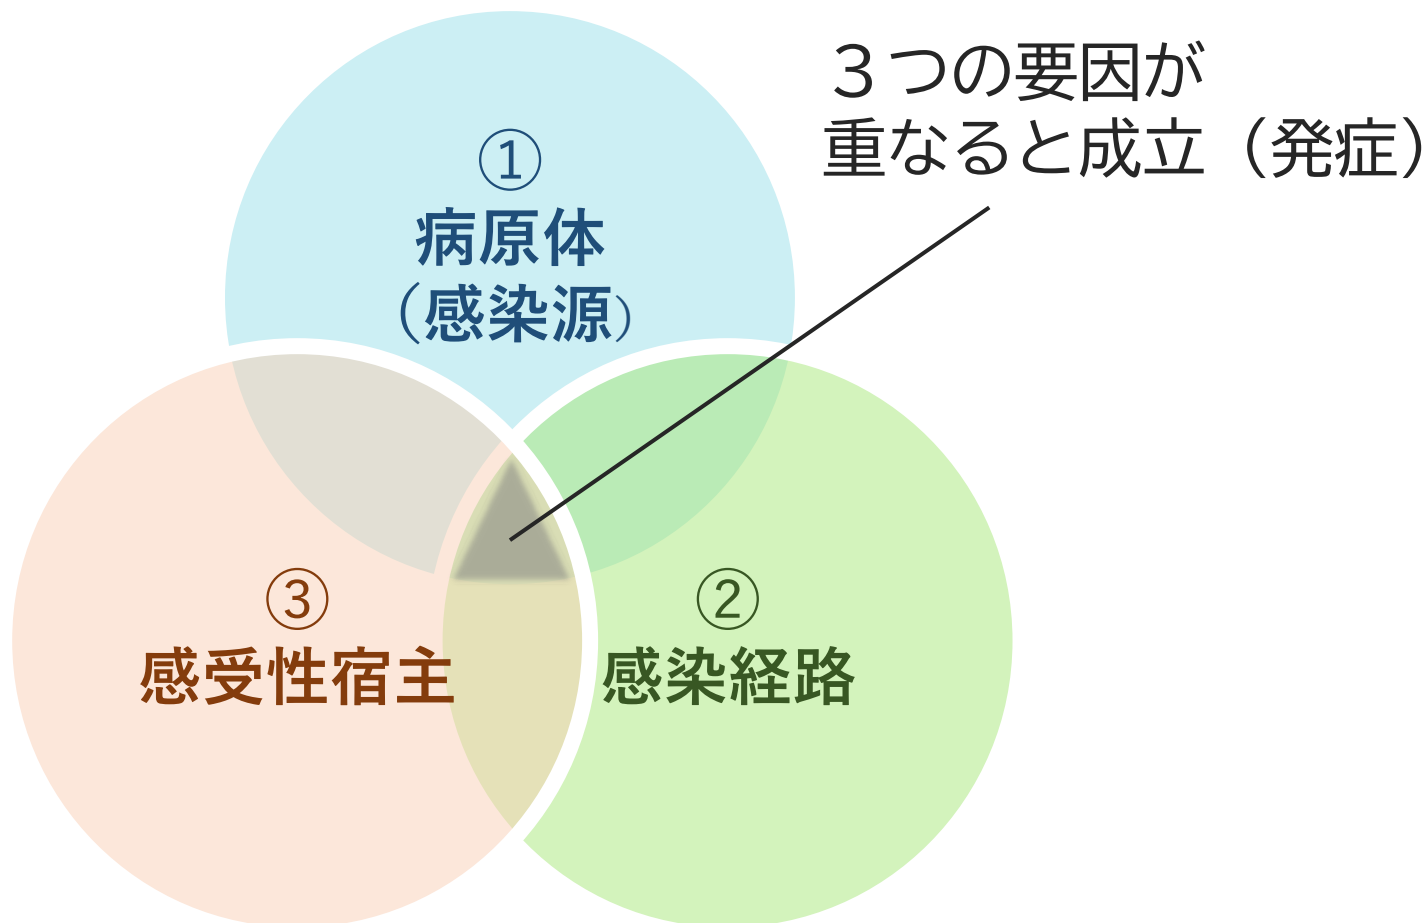 ３つの要因が
重なると成立（発症）
①
病原体
（感染源）
③
感受性宿主
②
感染経路